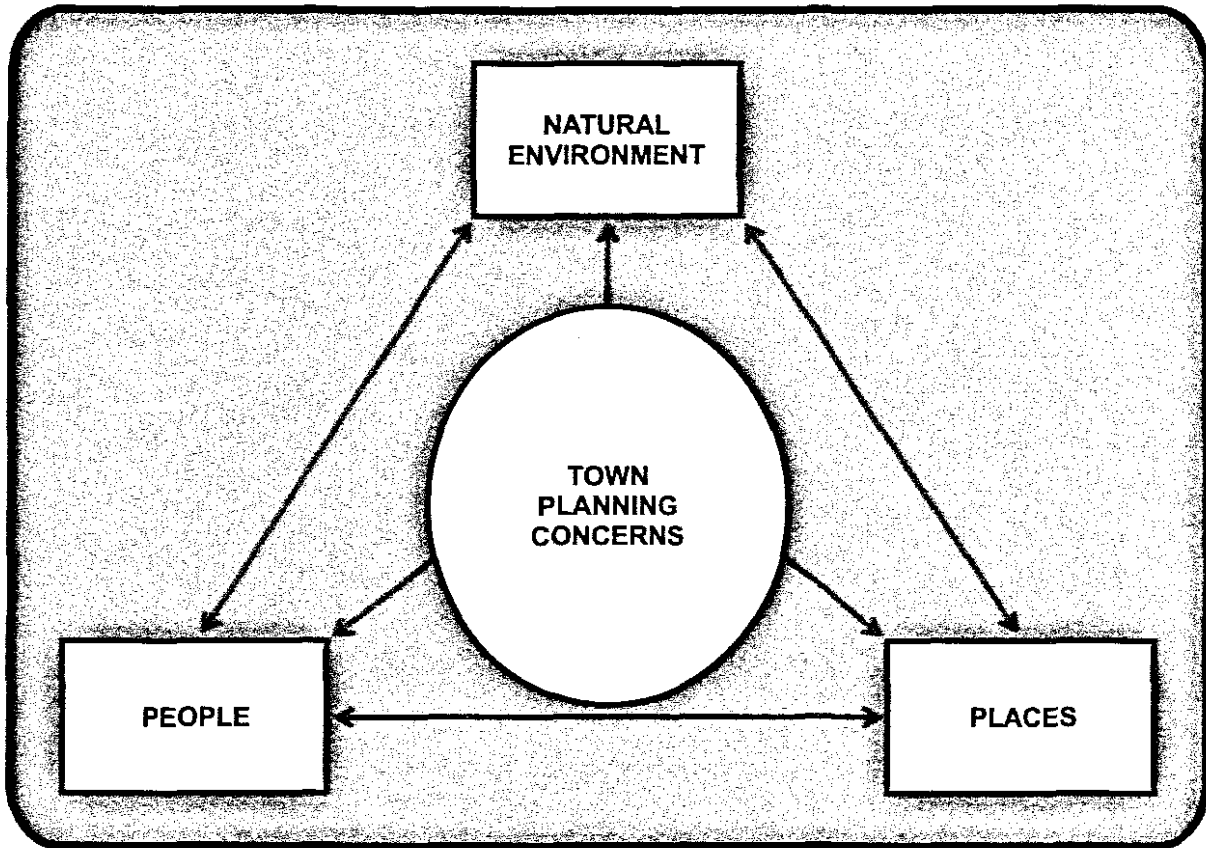 NATURAL
ENVIRONMENT
TOWN
PLANNING
CONCERNS
PEOPLE
PLACES